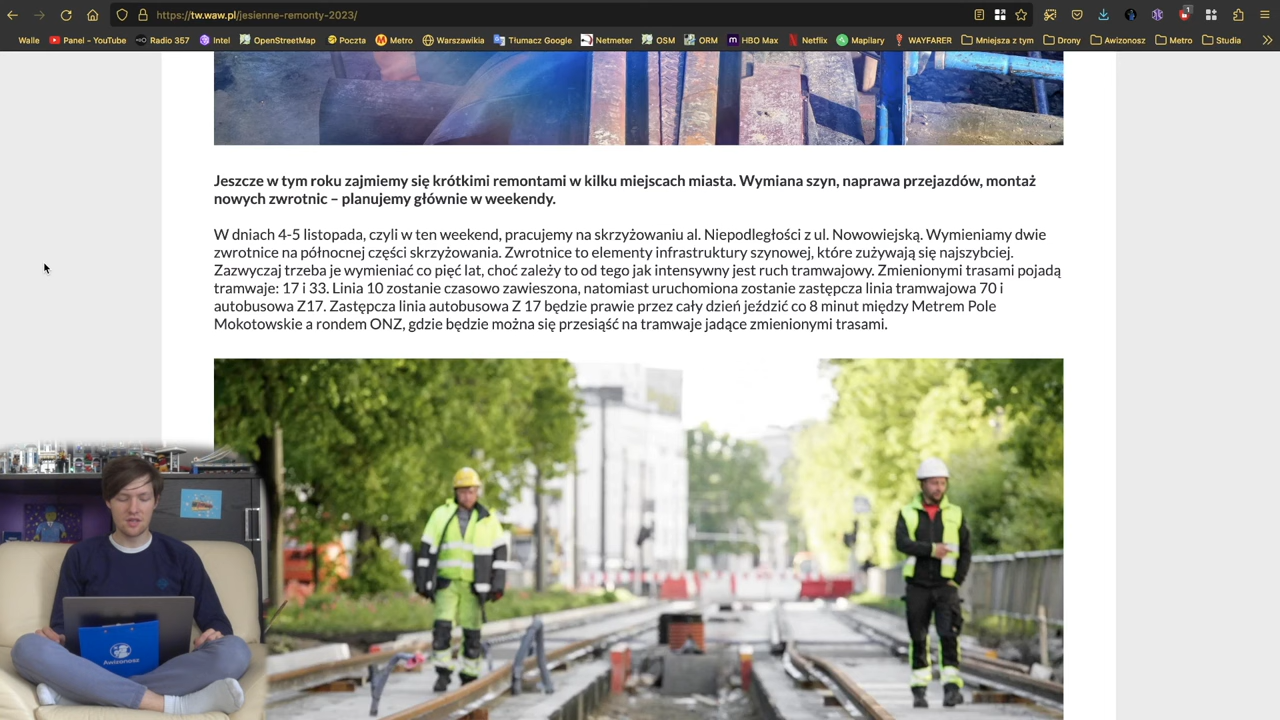 https://tw.waw.pl/jesienne-remonty-2023/
1
Walle Panel - YouTube Radio 357 Intel OpenStreetMap Poczta Metro Warszawikia Tłumacz Google Netmeter OSM ORM HBO Max Netflix Mapilary WAYFARER Mniejsza z tym Drony Awizonosz Metro Studia
Jeszcze w tym roku zajmiemy się krótkimi remontami w kilku miejscach miasta. Wymiana szyn, naprawa przejazdów, montaż
nowych zwrotnic – planujemy głównie w weekendy.
W dniach 4-5 listopada, czyli w ten weekend, pracujemy na skrzyżowaniu al. Niepodległości z ul. Nowowiejską. Wymieniamy dwie
zwrotnice na północnej części skrzyżowania. Zwrotnice to elementy infrastruktury szynowej, które zużywają się najszybciej.
Zazwyczaj trzeba je wymieniać co pięć lat, choć zależy to od tego jak intensywny jest ruch tramwajowy. Zmienionymi trasami pojadą
tramwaje: 17 i 33. Linia 10 zostanie czasowo zawieszona, natomiast uruchomiona zostanie zastępcza linia tramwajowa 70 i
autobusowa Z17. Zastępcza linia autobusowa Z 17 będzie prawie przez cały dzień jeździć co 8 minut między Metrem Pole
Mokotowskie a rondem ONZ, gdzie będzie można się przesiąść na tramwaje jadące zmienionymi trasami.
Awizonosz